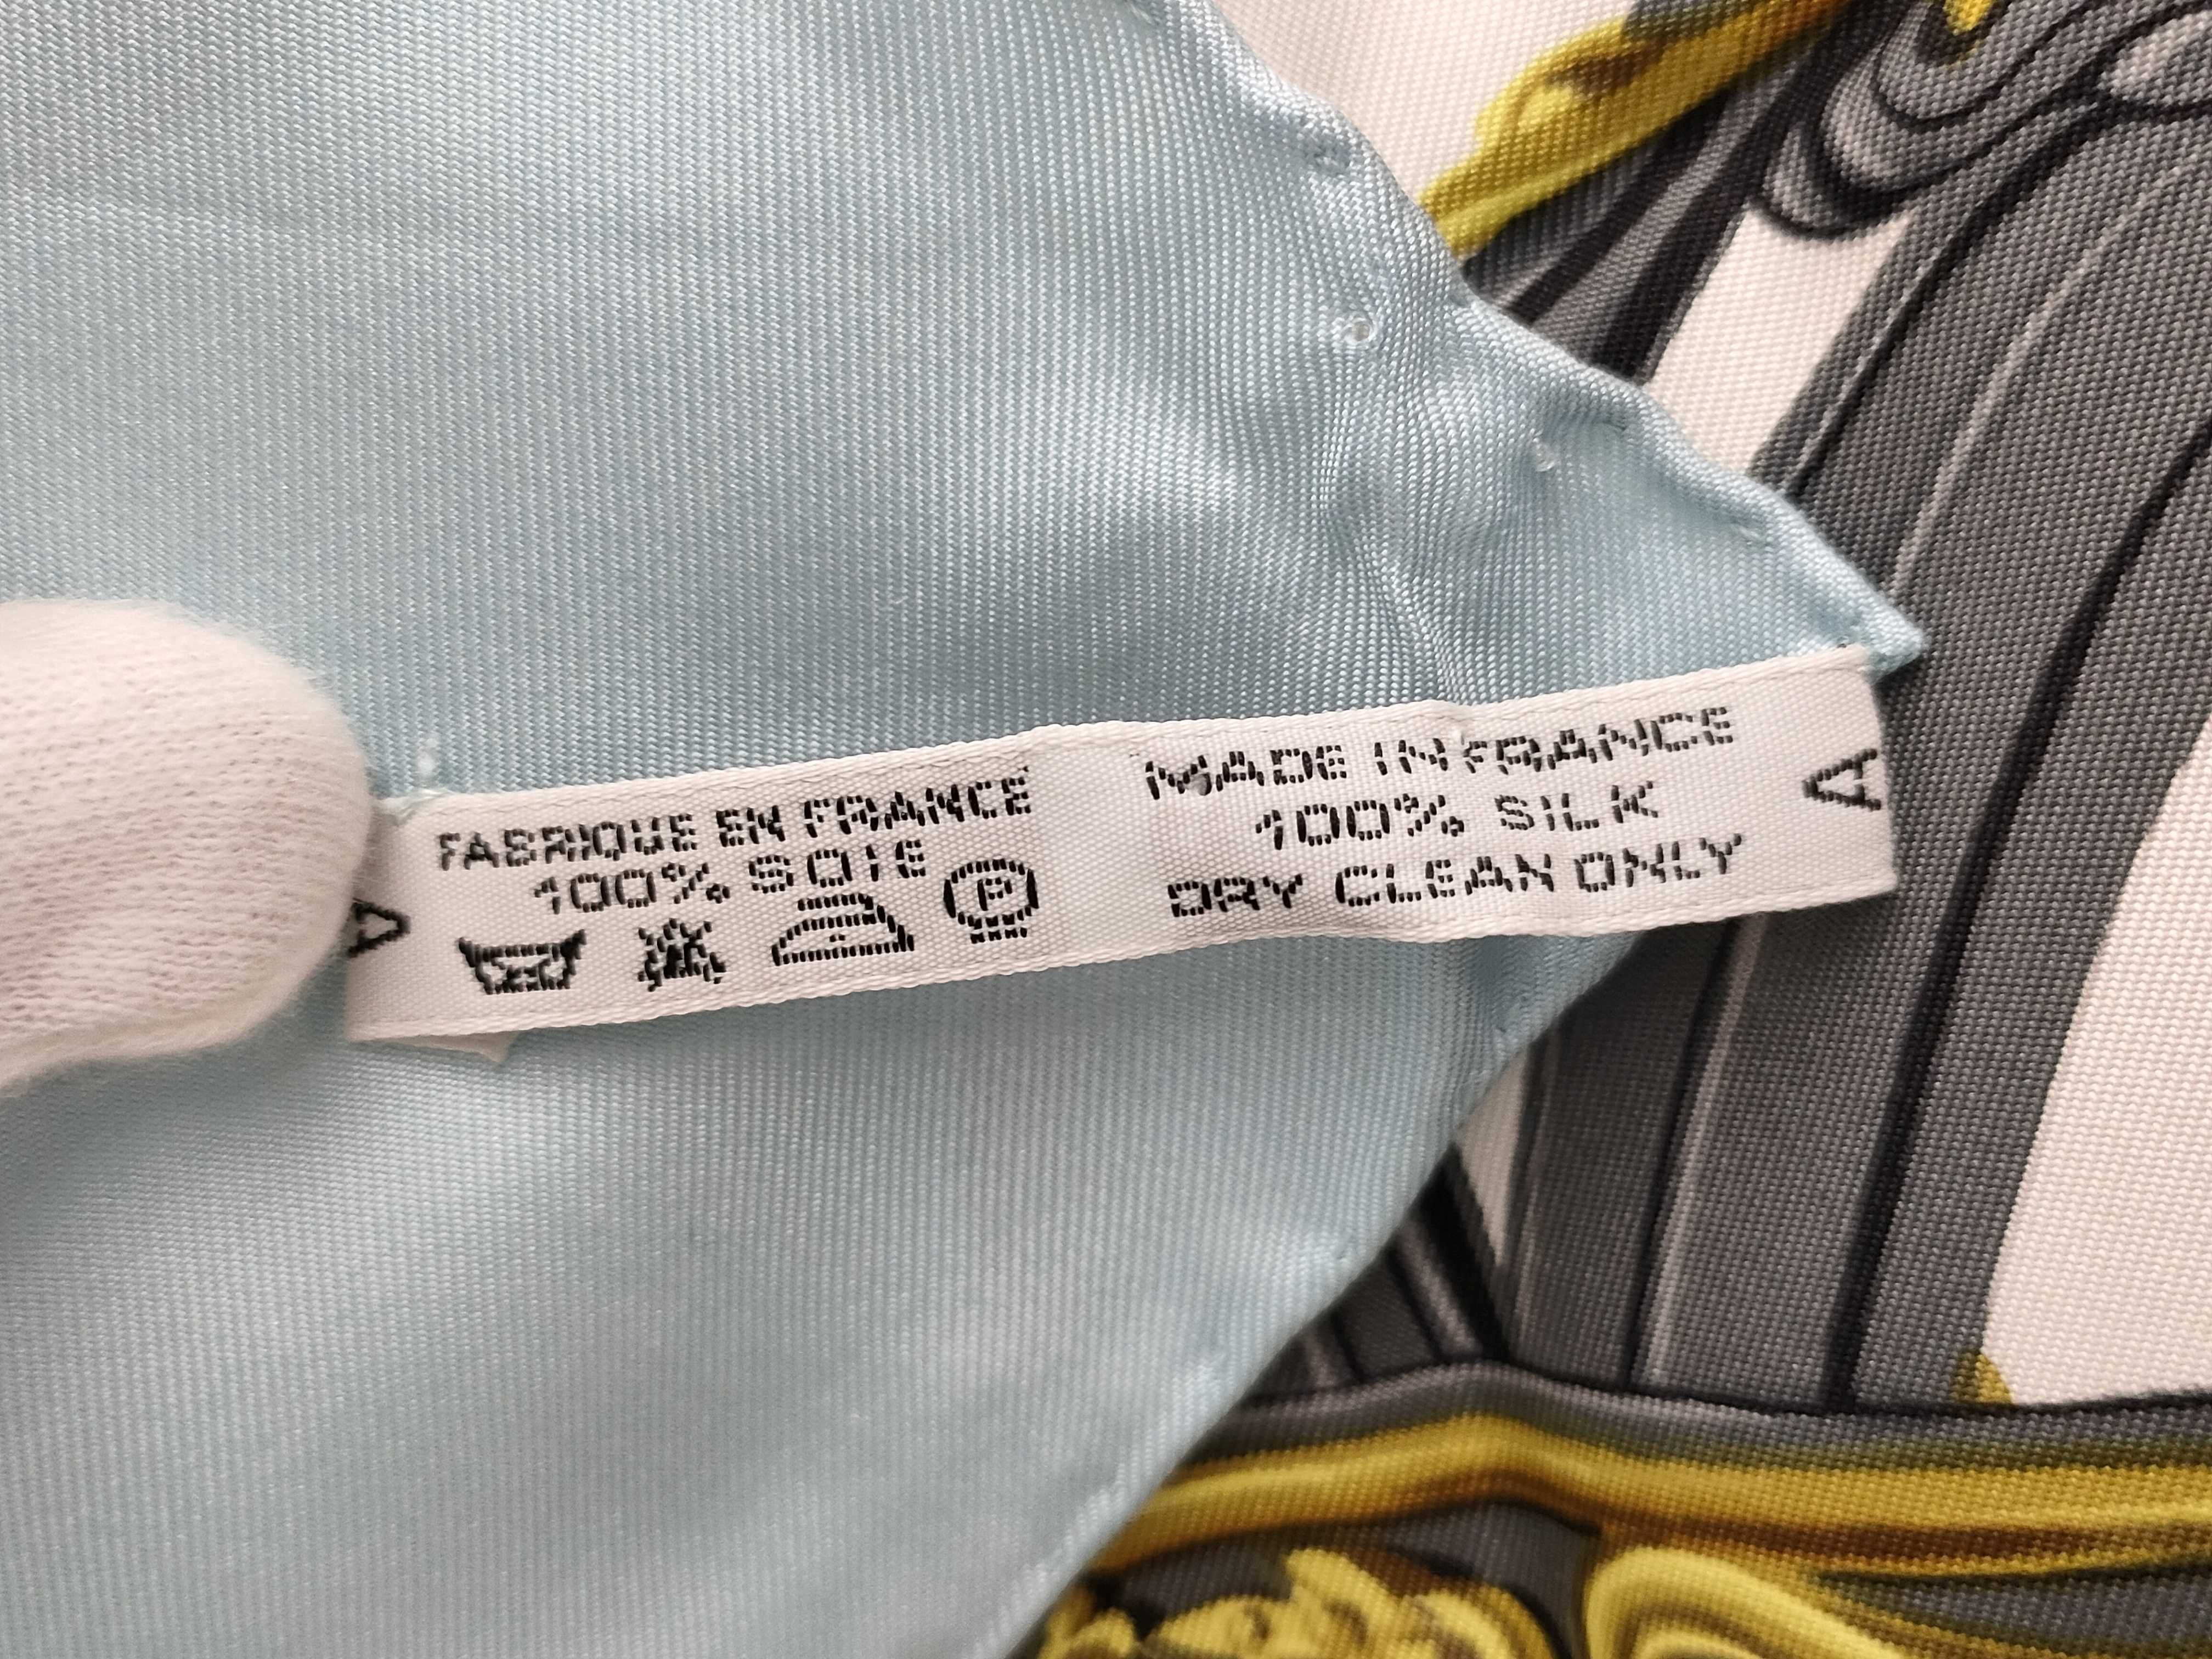 A
FABRIQUE EN FRANCE
100% SOIE
P
MADE IN FRANCE
100% SILK
DRY CLEAN ONLY
A